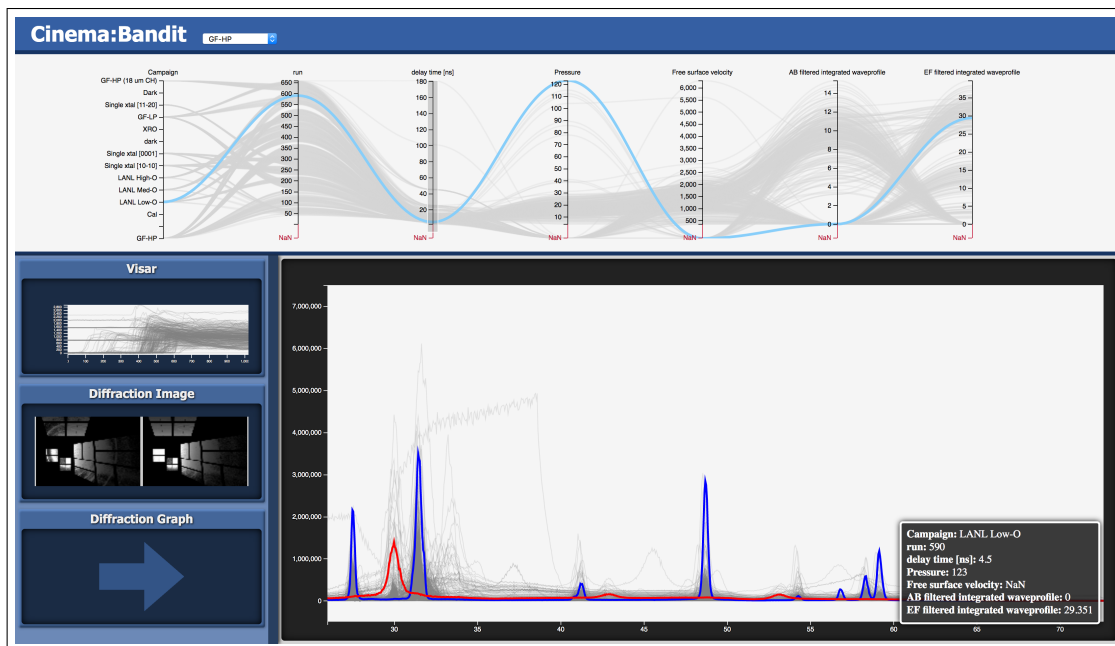 Cinema:Bandit
GF-HP
Campaign
run
delay time [ns]
Pressure
Free surface velocity
AB filtered integrated waveprofile
EF filtered integrated waveprofile
GF-HP (18 um CH)
Dark
Single xtal [11-20]
GF-LP
XRO
dark
Single xtal [0001]
Single xtal [10-10]
LANL High-O
LANL Med-O
LANL Low-O
Cal
GF-HP
650
600
550
500
450
400
350
300
250
200
150
100
50
NaN
180
160
140
120
100
80
60
40
20
NaN
120
110
100
90
80
70
60
50
40
30
20
10
NaN
6,000
5,500
5,000
4,500
4,000
3,500
3,000
2,500
2,000
1,500
1,000
500
NaN
14
12
10
8
6
4
2
0
NaN
35
30
25
20
15
10
5
0
NaN
Visar
Diffraction Image
Diffraction Graph
7,000,000
6,000,000
5,000,000
4,000,000
3,000,000
2,000,000
1,000,000
0
30
35
40
45
50
55
60
65
70
Campaign: LANL Low-O
run: 590
delay time [ns]: 4.5
Pressure: 123
Free surface velocity: NaN
AB filtered integrated waveprofile: 0
EF filtered integrated waveprofile: 29.351